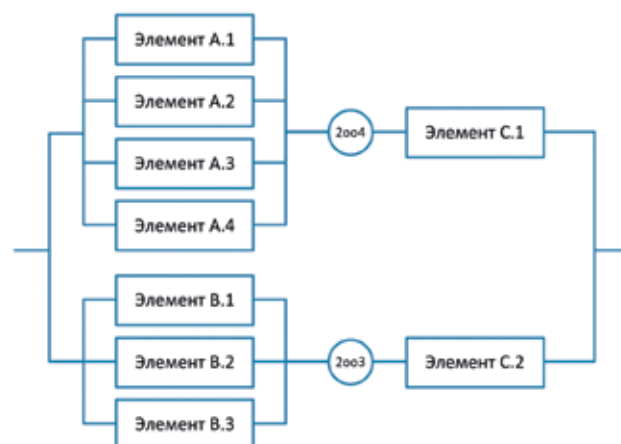 Элемент А.1
Элемент А.2
Элемент А.3
Элемент А.4
2oo4
Элемент С.1
Элемент В.1
Элемент В.2
Элемент В.3
2oo3
Элемент С.2